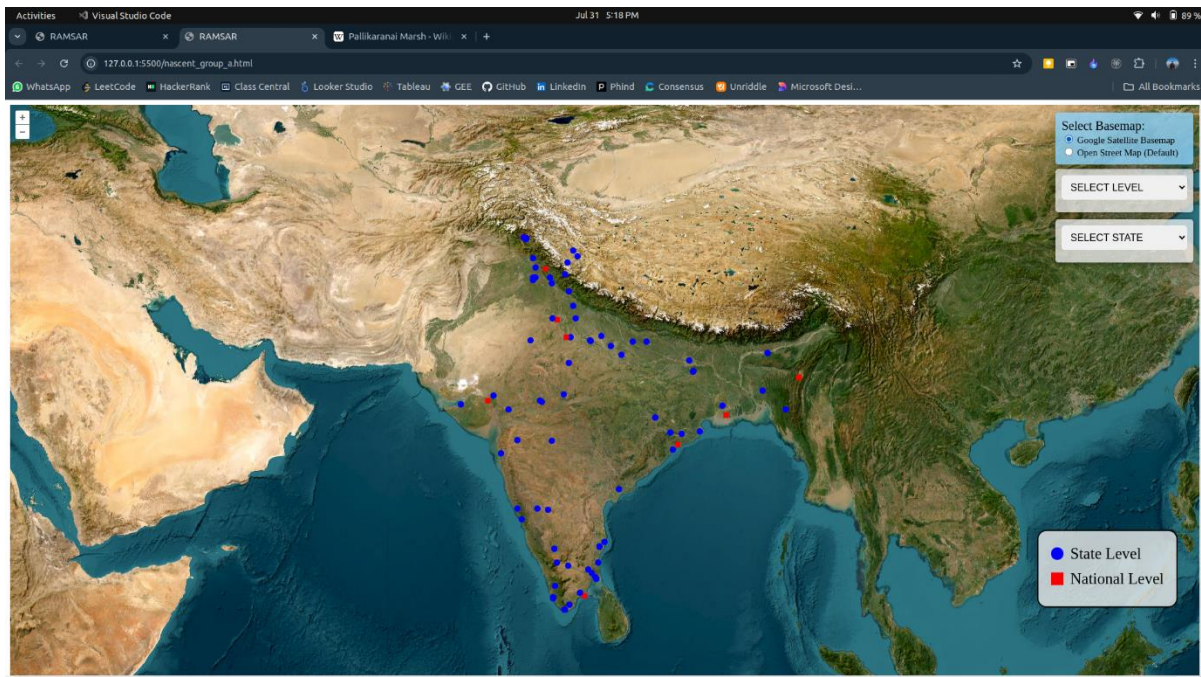 Activities Visual Studio Code Jul 31 5:18 PM 89 %
RAMSAR RAMSAR Pallikaranai Marsh - Wiki
127.0.0.1:5500/nascent_group_a.html
WhatsApp LeetCode HackerRank Class Central Looker Studio Tableau GEE GitHub LinkedIn Phind Consensus Unriddle Microsoft Desi... All Bookmarks
+
−
Select Basemap:
Google Satellite Basemap
Open Street Map (Default)
SELECT LEVEL
SELECT STATE
State Level
National Level